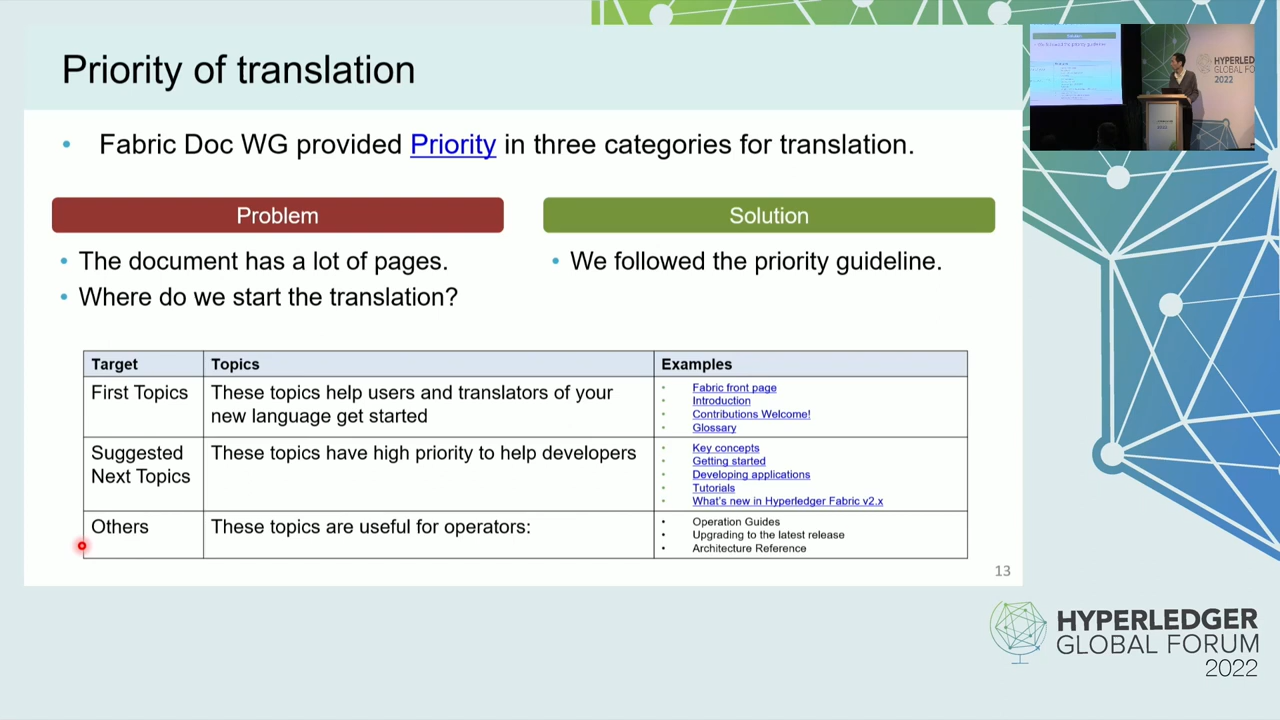 Priority of translation
• Fabric Doc WG provided Priority in three categories for translation.
Problem
• The document has a lot of pages.
• Where do we start the translation?
Solution
• We followed the priority guideline.
Target Topics Examples
First Topics
These topics help users and translators of your
new language get started
• Fabric front page
• Introduction
• Contributions Welcome!
• Glossary
Suggested
Next Topics
These topics have high priority to help developers
• Key concepts
• Getting started
• Developing applications
• Tutorials
• What's new in Hyperledger Fabric v2.x
Others
These topics are useful for operators:
• Operation Guides
• Upgrading to the latest release
• Architecture Reference
13
Solution
HYPERLED
GLOBAL FO
2022
HYPERLEDGER
GLOBAL FORUM
2022